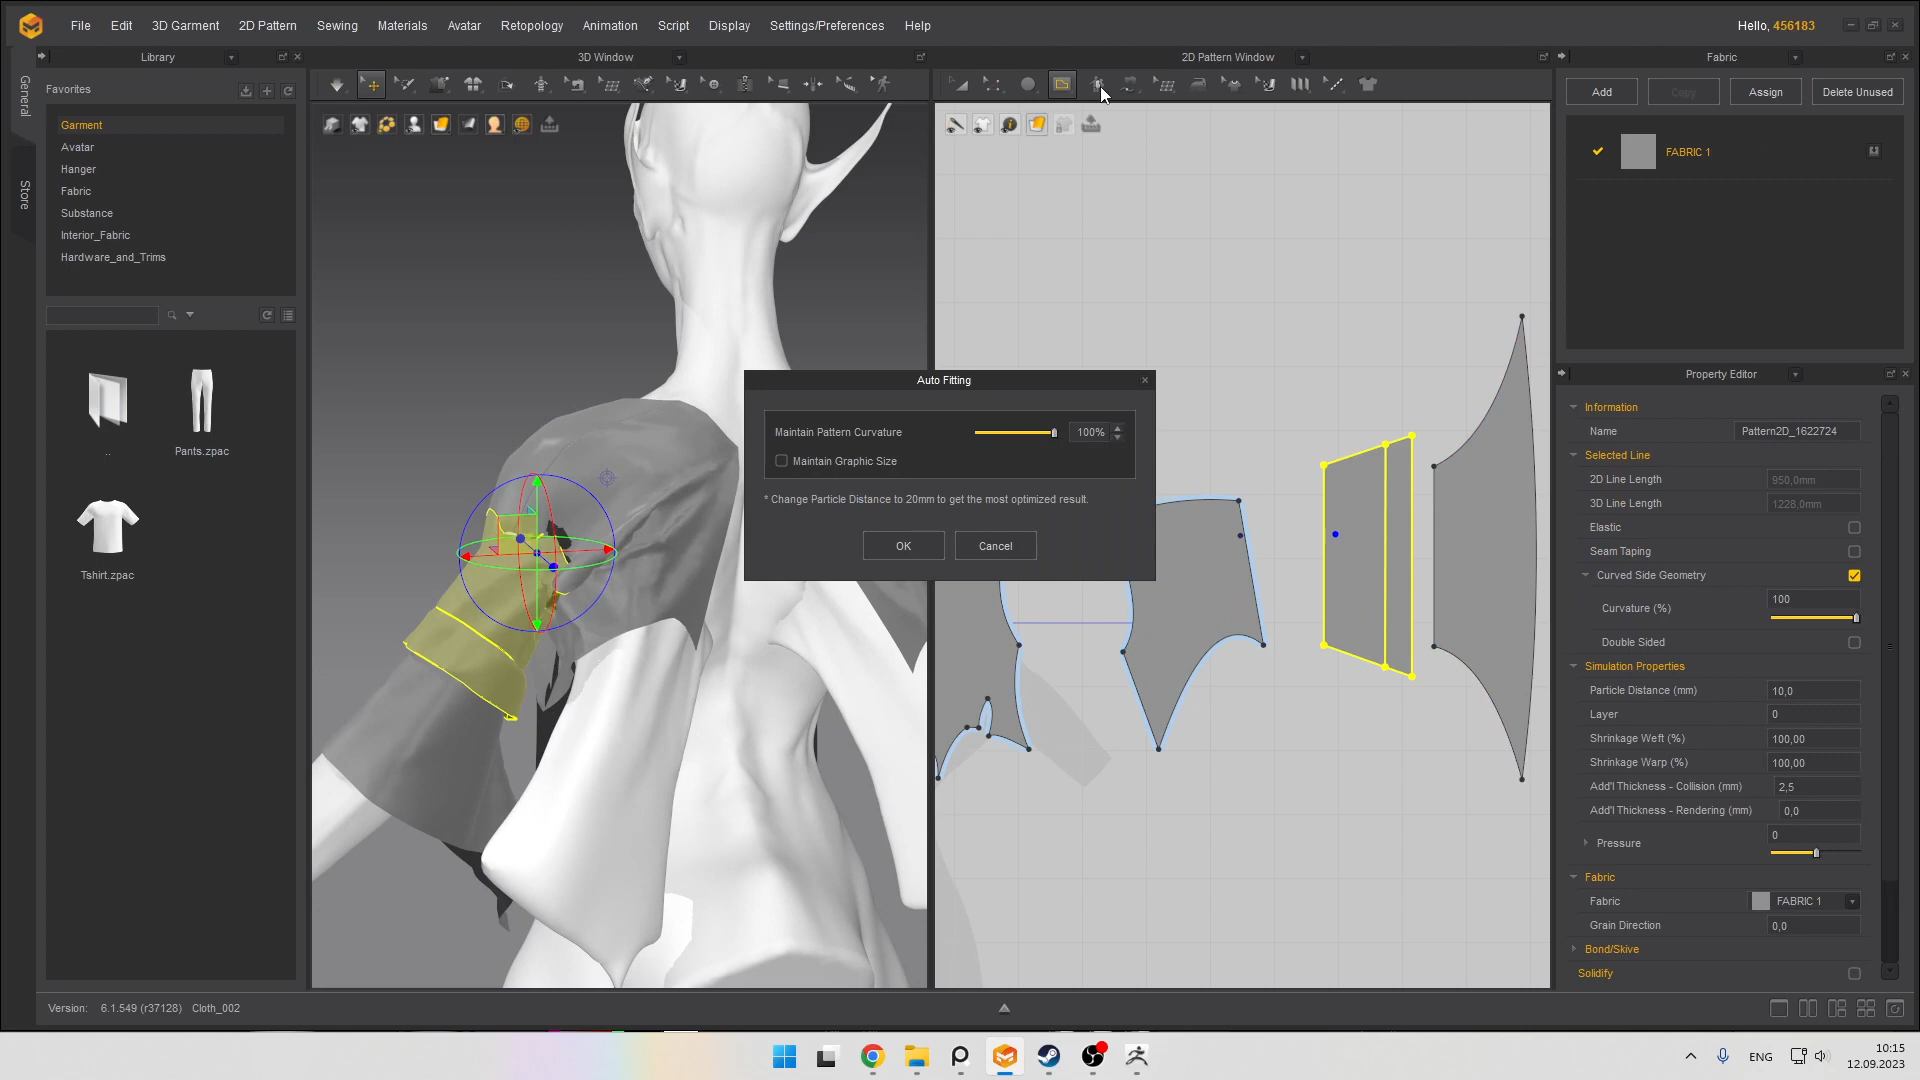 File Edit 3D Garment 2D Pattern Sewing Materials Avatar Retopology Animation Script Display Settings/Preferences Help
Hello, 456183
Library
3D Window
2D Pattern Window
Fabric
General
Store
Favorites
Garment
Avatar
Hanger
Fabric
Substance
Interior_Fabric
Hardware_and_Trims
..
Pants.zpac
Tshirt.zpac
Auto Fitting
Maintain Pattern Curvature 100%
Maintain Graphic Size
* Change Particle Distance to 20mm to get the most optimized result.
OK Cancel
Add Copy Assign Delete Unused
FABRIC 1
Property Editor
Information
Name Pattern2D_1622724
Selected Line
2D Line Length 950,0mm
3D Line Length 1228,0mm
Elastic
Seam Taping
Curved Side Geometry
Curvature (%) 100
Double Sided
Simulation Properties
Particle Distance (mm) 10,0
Layer 0
Shrinkage Weft (%) 100,00
Shrinkage Warp (%) 100,00
Add'l Thickness - Collision (mm) 2,5
Add'l Thickness - Rendering (mm) 0,0
Pressure 0
Fabric
Fabric FABRIC 1
Grain Direction 0,0
Bond/Skive
Solidify
Version: 6.1.549 (r37128) Cloth_002
ENG
10:15
12.09.2023